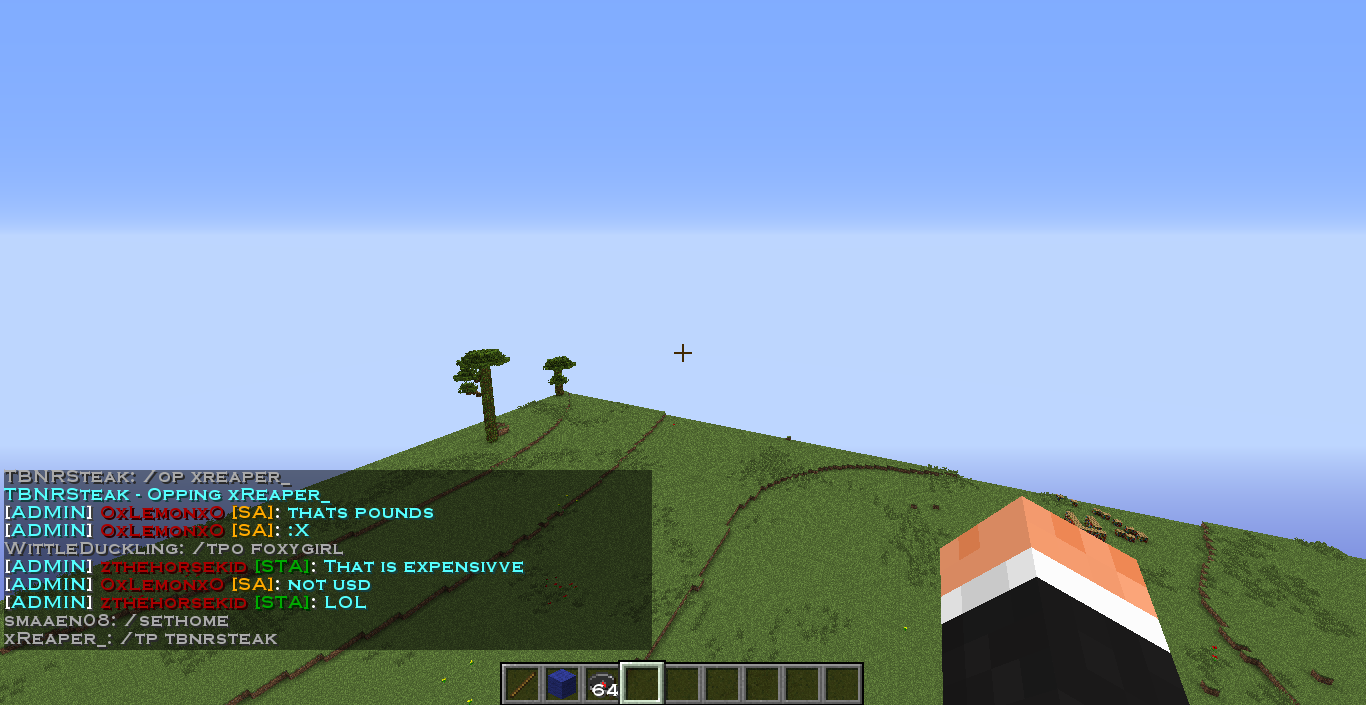 TBNRSteak: /op xreaper_
TBNRSteak - Opping xReaper_
[ADMIN] OxLemonxO [SA]: thats pounds
[ADMIN] OxLemonxO [SA]: :X
WittleDuckling: /tpo foxygirl
[ADMIN] zthehorsekid [STA]: That is expensivve
[ADMIN] OxLemonxO [SA]: not usd
[ADMIN] zthehorsekid [STA]: LOL
smaaen08: /sethome
xReaper_: /tp tbnrsteak
64